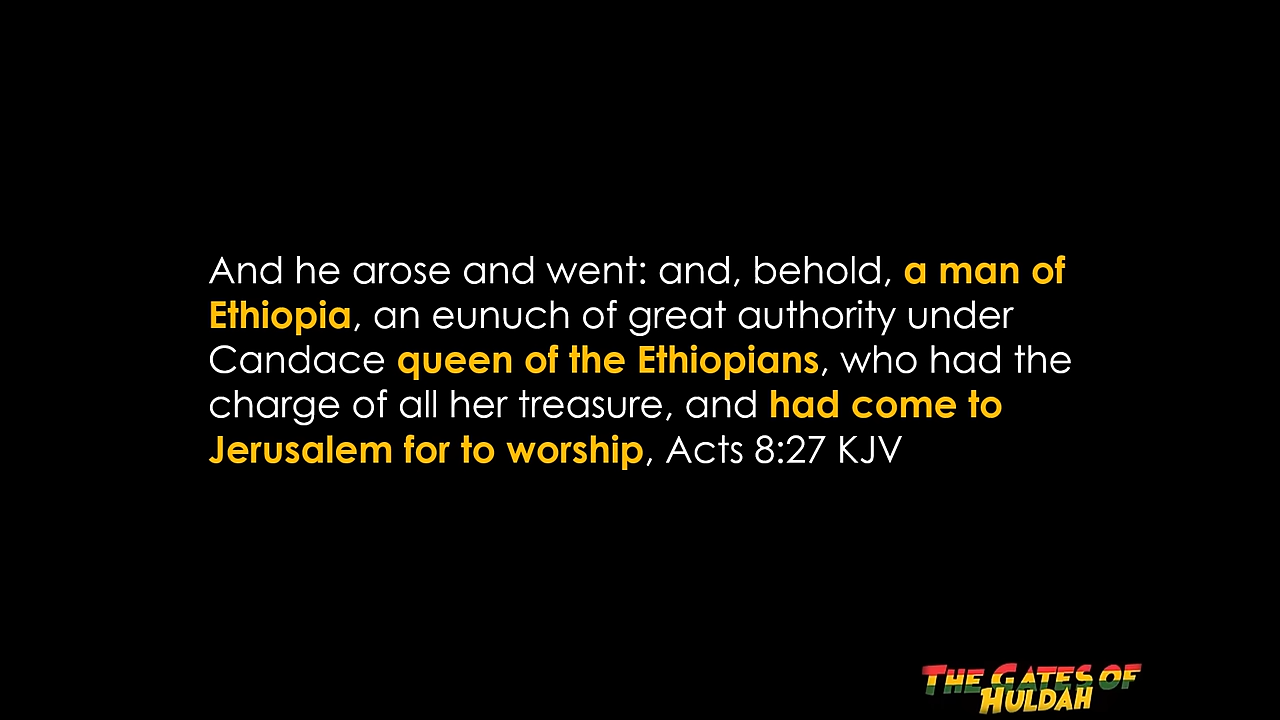 And he arose and went: and, behold, a man of
Ethiopia, an eunuch of great authority under
Candace queen of the Ethiopians, who had the
charge of all her treasure, and had come to
Jerusalem for to worship, Acts 8:27 KJV
THE GATES OF
HULDAH